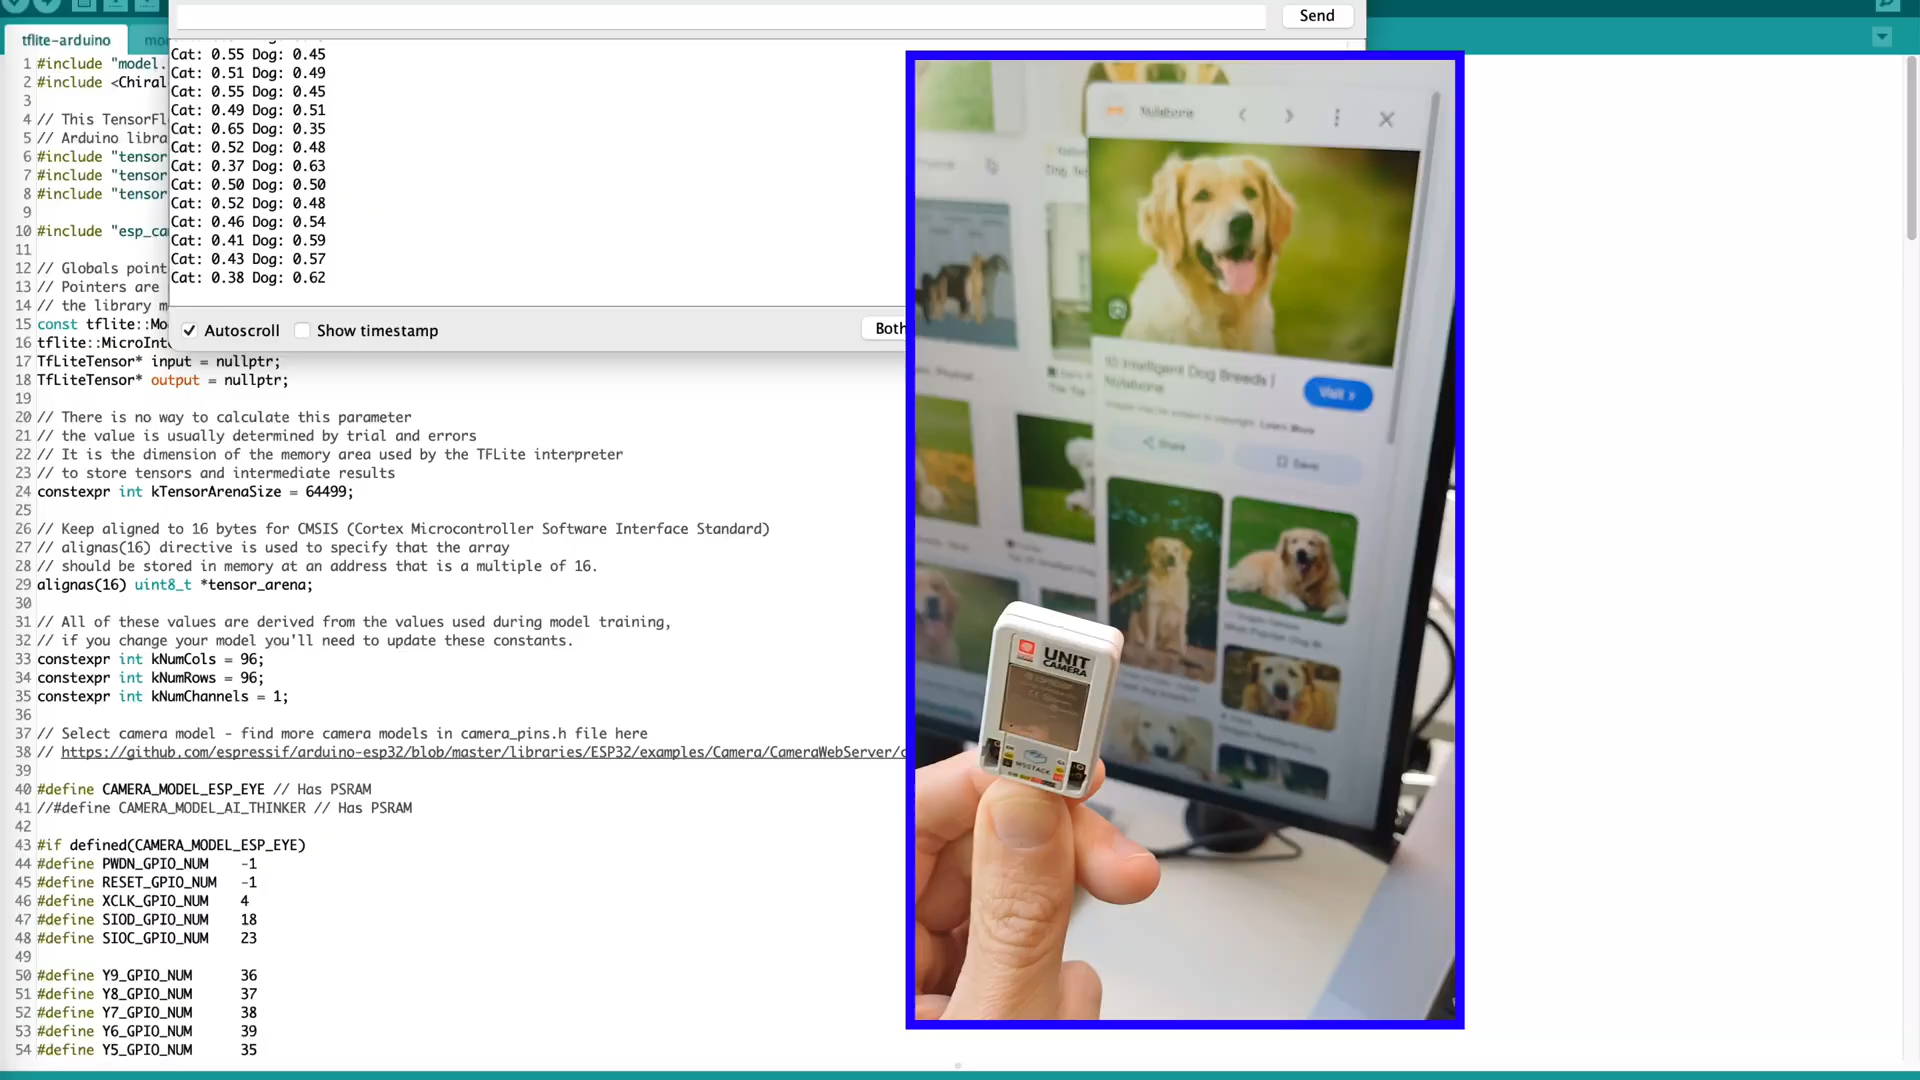 Send
tflite-arduino
Cat: 0.55 Dog: 0.45
Cat: 0.51 Dog: 0.49
Cat: 0.55 Dog: 0.45
Cat: 0.49 Dog: 0.51
Cat: 0.65 Dog: 0.35
Cat: 0.52 Dog: 0.48
Cat: 0.37 Dog: 0.63
Cat: 0.50 Dog: 0.50
Cat: 0.52 Dog: 0.48
Cat: 0.46 Dog: 0.54
Cat: 0.41 Dog: 0.59
Cat: 0.43 Dog: 0.57
Cat: 0.38 Dog: 0.62
Autoscroll
Show timestamp
Both
1 #include "model.
2 #include <Chiral
3
4 // This TensorFl
5 // Arduino libra
6 #include "tensor
7 #include "tensor
8 #include "tensor
9
10 #include "esp_ca
11
12 // Globals point
13 // Pointers are
14 // the library m
15 const tflite::Mo
16 tflite::MicroInt
17 TfLiteTensor* input = nullptr;
18 TfLiteTensor* output = nullptr;
19
20 // There is no way to calculate this parameter
21 // the value is usually determined by trial and errors
22 // It is the dimension of the memory area used by the TFLite interpreter
23 // to store tensors and intermediate results
24 constexpr int kTensorArenaSize = 64499;
25
26 // Keep aligned to 16 bytes for CMSIS (Cortex Microcontroller Software Interface Standard)
27 // alignas(16) directive is used to specify that the array
28 // should be stored in memory at an address that is a multiple of 16.
29 alignas(16) uint8_t *tensor_arena;
30
31 // All of these values are derived from the values used during model training,
32 // if you change your model you'll need to update these constants.
33 constexpr int kNumCols = 96;
34 constexpr int kNumRows = 96;
35 constexpr int kNumChannels = 1;
36
37 // Select camera model - find more camera models in camera_pins.h file here
38 // https://github.com/espressif/arduino-esp32/blob/master/libraries/ESP32/examples/Camera/CameraWebServer/c
39
40 #define CAMERA_MODEL_ESP_EYE // Has PSRAM
41 //#define CAMERA_MODEL_AI_THINKER // Has PSRAM
42
43 #if defined(CAMERA_MODEL_ESP_EYE)
44 #define PWDN_GPIO_NUM -1
45 #define RESET_GPIO_NUM -1
46 #define XCLK_GPIO_NUM 4
47 #define SIOD_GPIO_NUM 18
48 #define SIOC_GPIO_NUM 23
49
50 #define Y9_GPIO_NUM 36
51 #define Y8_GPIO_NUM 37
52 #define Y7_GPIO_NUM 38
53 #define Y6_GPIO_NUM 39
54 #define Y5_GPIO_NUM 35
Nylabone
10 Intelligent Dog Breeds |
Nylabone
Visit >
Learn More
Share
Save
UNIT
CAMERA
M5STACK